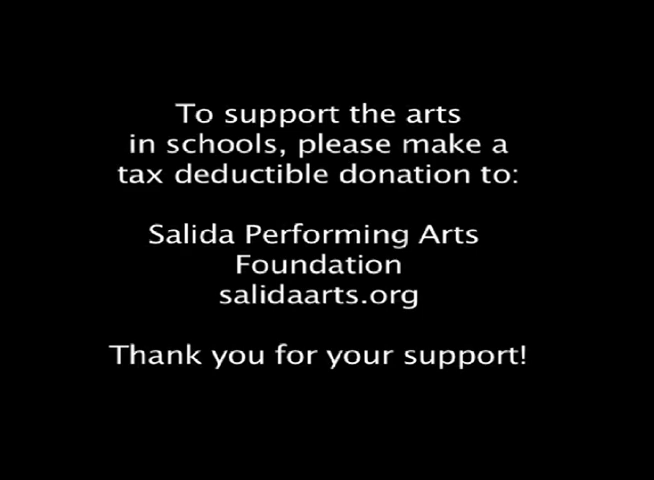 To support the arts
in schools, please make a
tax deductible donation to:
Salida Performing Arts
Foundation
salidaarts.org
Thank you for your support!